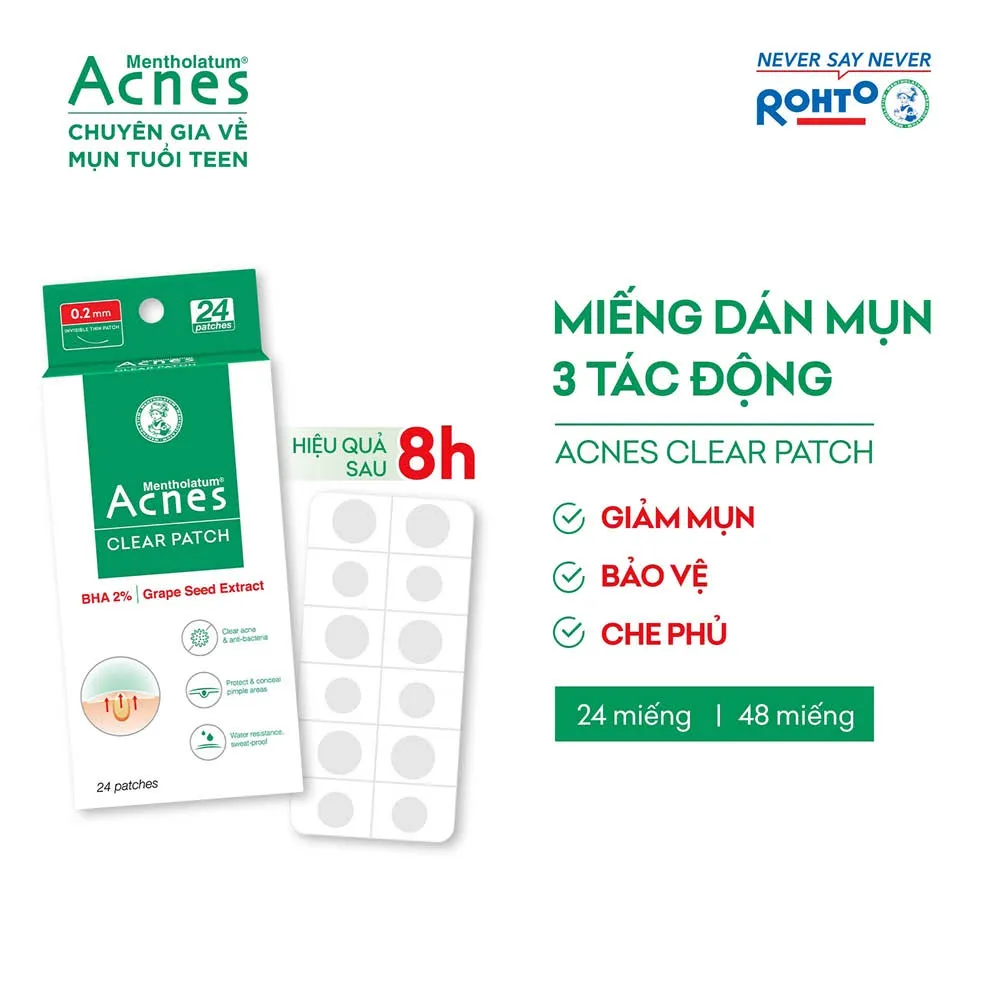 Mentholatum®
Acnes
CHUYÊN GIA VỀ
MỤN TUỔI TEEN
NEVER SAY NEVER
ROHTO
0.2 mm
INVISIBLE THIN PATCH
24
patches
Acnes
CLEAR PATCH
Mentholatum®
Acnes
CLEAR PATCH
BHA 2% | Grape Seed Extract
Clear acne
& anti-bacteria
Protect & conceal
pimple areas
Water resistance,
sweat-proof
24 patches
HIỆU QUẢ
SAU 8h
MIẾNG DÁN MỤN
3 TÁC ĐỘNG
ACNES CLEAR PATCH
GIẢM MỤN
BẢO VỆ
CHE PHỦ
24 miếng | 48 miếng